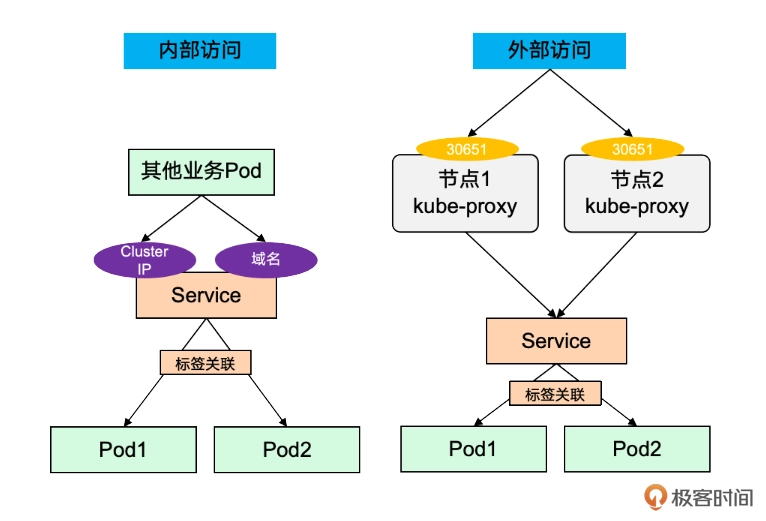 内部访问
其他业务Pod
Cluster
IP
域名
Service
标签关联
Pod1
Pod2
外部访问
30651
30651
节点1
kube-proxy
节点2
kube-proxy
Service
标签关联
Pod1
Pod2
极客时间